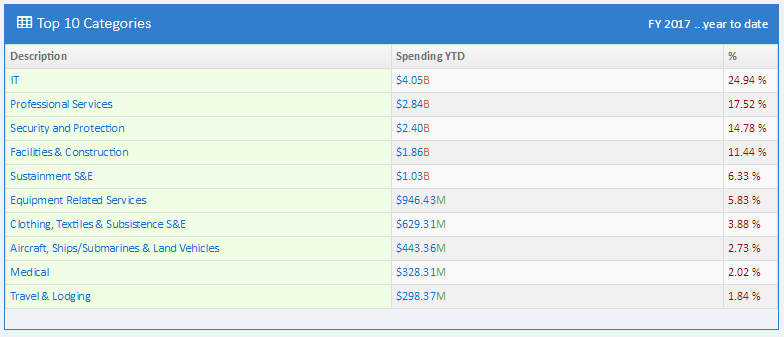 Top 10 Categories FY 2017 ...year to date
Description Spending YTD %
IT $4.05B 24.94 %
Professional Services $2.84B 17.52 %
Security and Protection $2.40B 14.78 %
Facilities & Construction $1.86B 11.44 %
Sustainment S&E $1.03B 6.33 %
Equipment Related Services $946.43M 5.83 %
Clothing, Textiles & Subsistence S&E $629.31M 3.88 %
Aircraft, Ships/Submarines & Land Vehicles $443.36M 2.73 %
Medical $328.31M 2.02 %
Travel & Lodging $298.37M 1.84 %